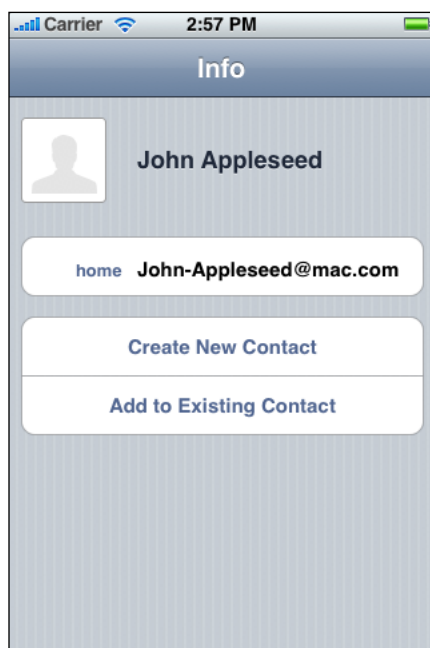 Carrier 2:57 PM
Info
John Appleseed
home John-Appleseed@mac.com
Create New Contact
Add to Existing Contact